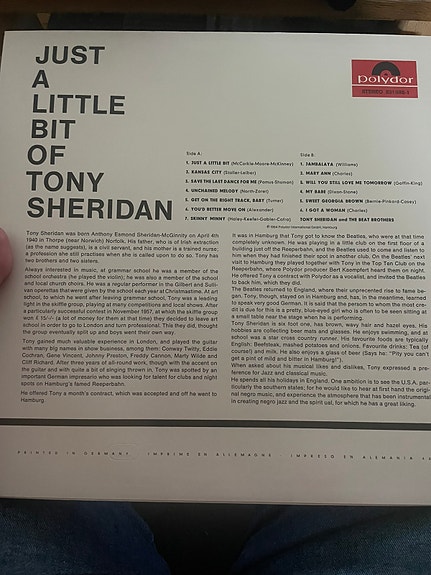 JUST
A
LITTLE
BIT
OF
TONY
SHERIDAN
polydor
STEREO
Side A:
1. JUST A LITTLE BIT (McCorkle-Moore-McKinney)
2. KANSAS CITY (Stoller-Leiber)
3. SAVE THE LAST DANCE FOR ME (Pomus-Shuman)
4. UNCHAINED MELODY (North-Zaret)
5. GET ON THE RIGHT TRACK, BABY (Turner)
6. YOU'D BETTER MOVE ON (Alexander)
7. SKINNY MINNY (Haley-Keefer-Gabler-Cafra)
Side B:
1. JAMBALAYA (Williams)
2. MARY ANN (Charles)
3. WILL YOU STILL LOVE ME TOMORROW (Goffin-King)
4. MY BABE (Dixon-Stone)
5. SWEET GEORGIA BROWN (Bernie-Pinkard-Casey)
6. I GOT A WOMAN (Charles)
TONY SHERIDAN and THE BEAT BROTHERS
℗ 1964 Polydor International GmbH, Hamburg
Tony Sheridan was born Anthony Esmond Sheridan-McGinnity on April 4th
1940 in Thorpe (near Norwich) Norfolk. His father, who is of Irish extraction
(as the name suggests), is a civil servant, and his mother is a trained nurse;
a profession she still practises when she is called upon to do so. Tony has
two brothers and two sisters.
Always interested in music, at grammar school he was a member of the
school orchestra (he played the violin); he was also a member of the school
and local church choirs. He was a regular performer in the Gilbert and Sulli-
van operettas that were given by the school each year at Christmastime. At art
school, to which he went after leaving grammar school, Tony was a leading
light in the skiffle group, playing at many competitions and local shows. After
a particularly successful contest in November 1957, at which the skiffle group
won £ 15/-/- (a lot of money for them at that time) they decided to leave art
school in order to go to London and turn professional. This they did, thought
the group eventually split up and boys went their own way.
Tony gained much valuable experience in London, and played the guitar
with many big names in show business, among them: Conway Twitty, Eddie
Cochran, Gene Vincent, Johnny Preston, Freddy Cannon, Marty Wilde and
Cliff Richard. After three years of all-round work, though with the accent on
the guitar and with quite a bit of singing thrown in, Tony was spotted by an
important German impresario who was looking for talent for clubs and night
spots on Hamburg's famed Reeperbahn.
He offered Tony a month's contract, which was accepted and off he went to
Hamburg.
It was in Hamburg that Tony got to know the Beatles, who were at that time
completely unknown. He was playing in a little club on the first floor of a
building just off the Reeperbahn, and the Beatles used to come and listen to
him when they had finished their spot in another club. On the Beatles' next
visit to Hamburg they played together with Tony in the Top Ten Club on the
Reeperbahn, where Polydor producer Bert Kaempfert heard them on night.
He offered Tony a contract with Polydor as a vocalist, and invited the Beatles
to back him, which they did.
The Beatles returned to England, where their unprecented rise to fame be-
gan. Tony, though, stayed on in Hamburg and, has, in the meantime, learned
to speak very good German. It is said that the person to whom the most cre-
dit is due for this is a pretty, blue-eyed girl who is often to be seen sitting at
a small table near the stage when he is performing.
Tony Sheridan is six foot one, has brown, wavy hair and hazel eyes. His
hobbies are collecting beer mats and glasses. He enjoys swimming, and at
school was a star cross country runner. His favourite foods are typically
English. Beefsteak, mashed potatoes and onions. Favourite drinks: Tea (of
course!) and milk. He also enjoys a glass of beer (Says he: "Pity you can't
get a pint of mild and bitter in Hamburg!").
When asked about his musical likes and dislikes, Tony expressed a pre-
ference for Jazz and classical music.
He spends all his holidays in England. One ambition is to see the U.S.A. par-
ticularly the southern states; for he would like to hear at first hand the origi-
nal negro music, and experience the atmosphere that has been instrumental
in creating negro jazz and the spirit ual, for which he has a great liking.
PRINTED IN GERMANY · IMPRIMÉ EN ALLEMAGNE · IMPRESO EN ALEMANIA